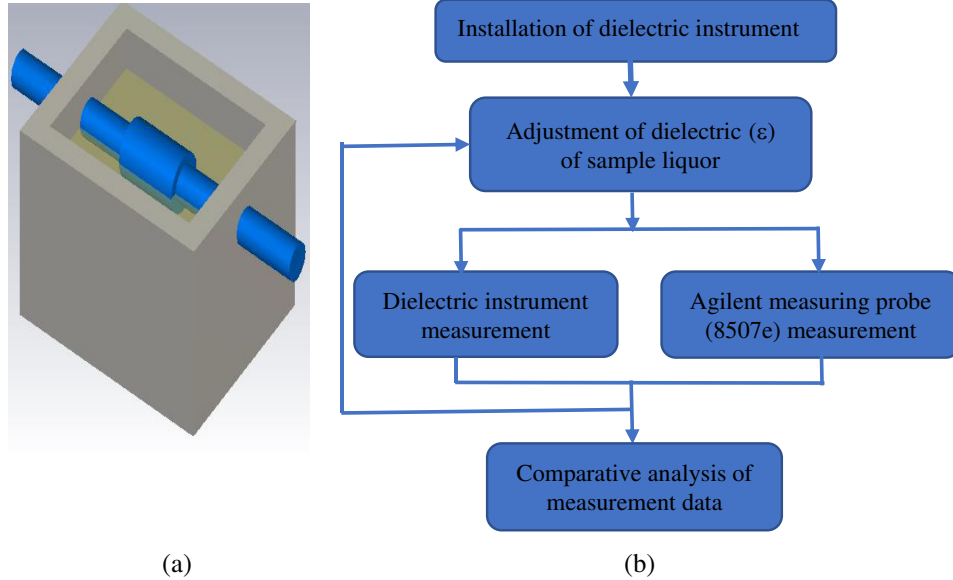 Installation of dielectric instrument
Adjustment of dielectric (ε)
of sample liquor
Dielectric instrument
measurement
Agilent measuring probe
(8507e) measurement
Comparative analysis of
measurement data
(a)
(b)